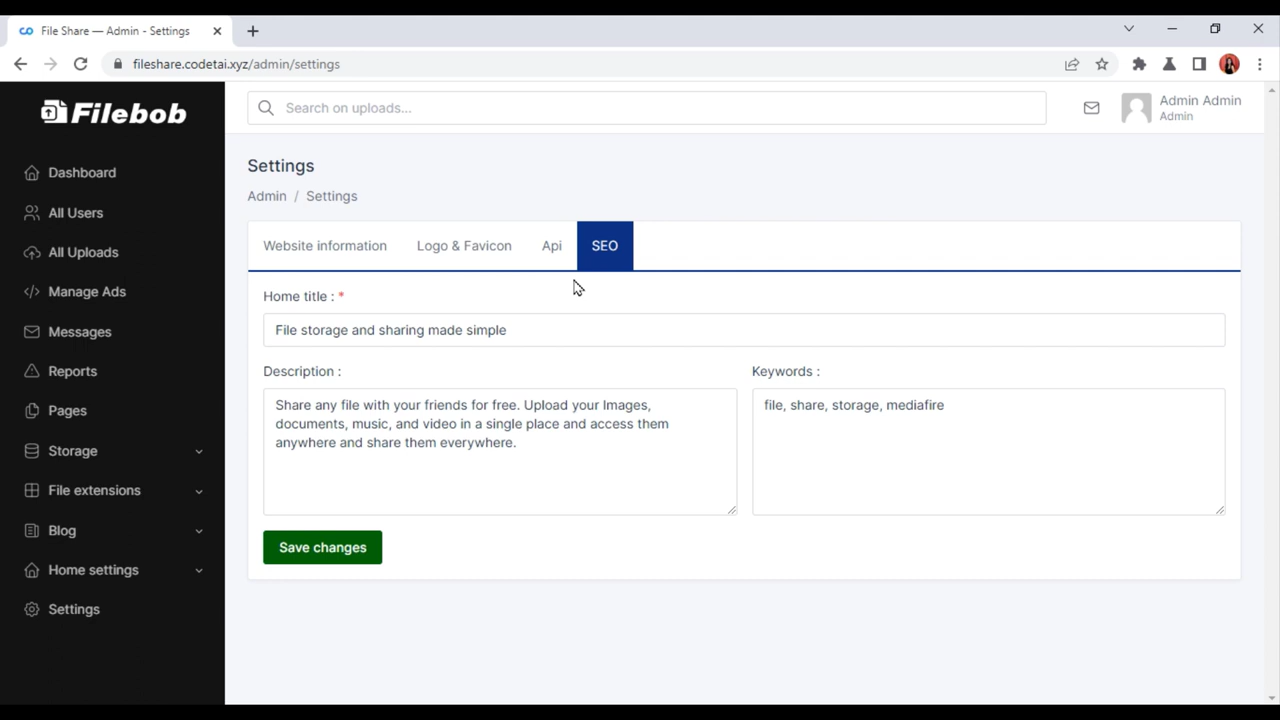 File Share — Admin - Settings
fileshare.codetai.xyz/admin/settings
Filebob
Search on uploads...
Admin Admin
Admin
Dashboard
All Users
All Uploads
Manage Ads
Messages
Reports
Pages
Storage
File extensions
Blog
Home settings
Settings
Settings
Admin / Settings
Website information
Logo & Favicon
Api
SEO
Home title : *
File storage and sharing made simple
Description :
Share any file with your friends for free. Upload your Images,
documents, music, and video in a single place and access them
anywhere and share them everywhere.
Keywords :
file, share, storage, mediafire
Save changes